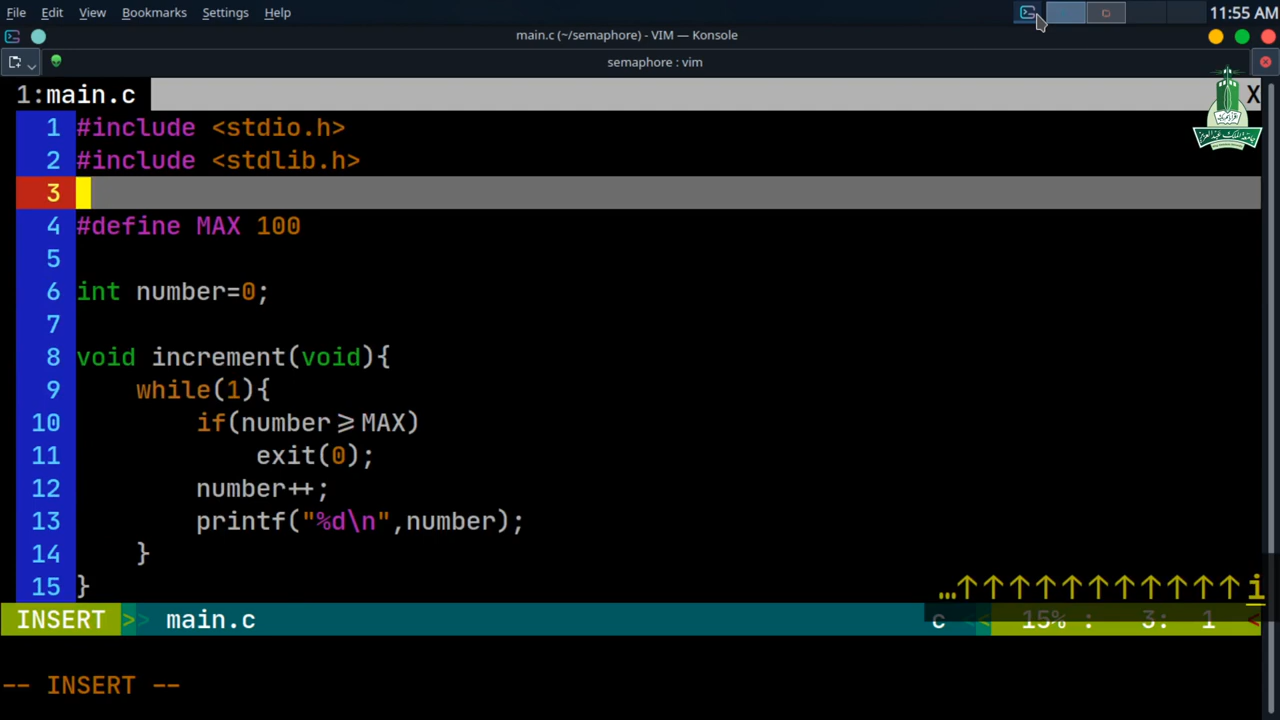 File Edit View Bookmarks Settings Help 11:55 AM
main.c (~/semaphore) - VIM — Konsole
semaphore : vim
1:main.c X
1 #include <stdio.h>
2 #include <stdlib.h>
3
4 #define MAX 100
5
6 int number=0;
7
8 void increment(void){
9 while(1){
10 if(number>=MAX)
11 exit(0);
12 number++;
13 printf("%d\n",number);
14 }
15 }
…↑↑↑↑↑↑↑↑↑↑↑i
INSERT >> main.c c << 15% : 3: 1 <
-- INSERT --